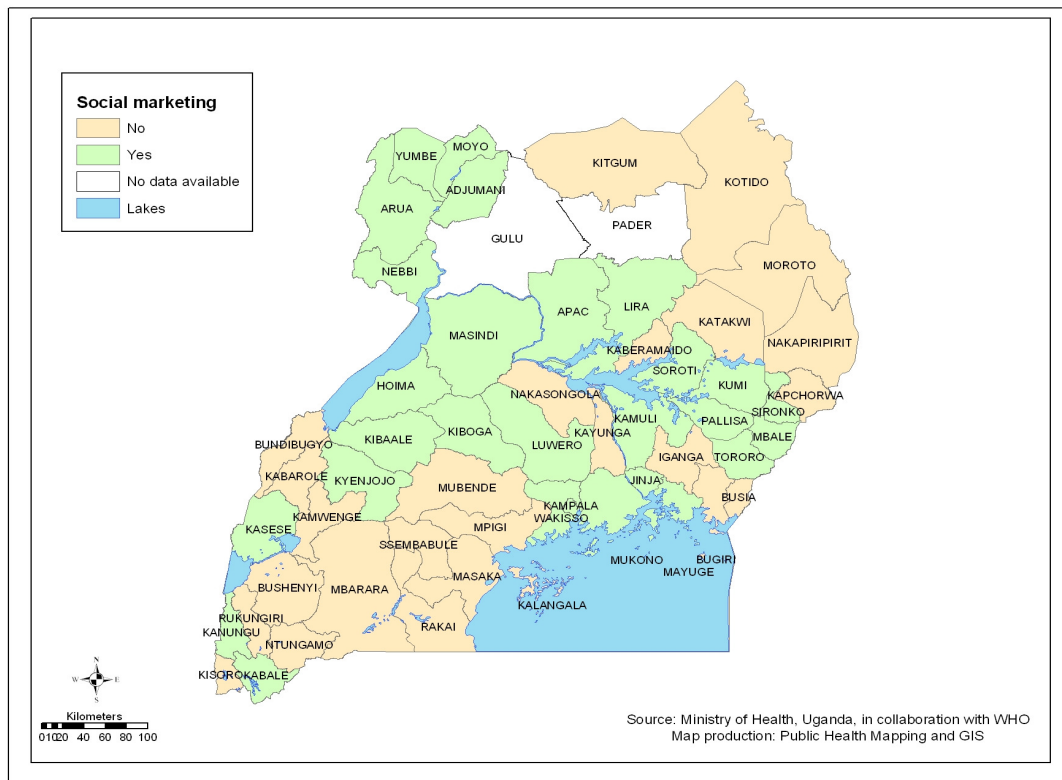 Social marketing
No
Yes
No data available
Lakes
MOYO
YUMBE
KITGUM
KOTIDO
ADJUMANI
ARUA
PADER
GULU
MOROTO
NEBBI
LIRA
APAC
KATAKWI
MASINDI
NAKAPIRIPIRIT
KABERAMAIDO
SOROTI
HOIMA
KUMI
NAKASONGOLA
KAPCHORWA
SIRONKO
KAMULI
PALLISA
KIBOGA
KAYUNGA
MBALE
KIBAALE
BUNDIBUGYO
LUWERO
IGANGA
TORORO
KABAROLE
KYENJOJO
JINJA
MUBENDE
BUSIA
KAMPALA
KAMWENGE
WAKISSO
KASESE
MPIGI
SSEMBABULE
MUKONO
BUGIRI
MAYUGE
MASAKA
BUSHENYI
MBARARA
KALANGALA
RUKUNGIRI
RAKAI
KANUNGU
NTUNGAMO
KISORO
KABALE
N
W E
S
Kilometers
0 10 20 40 60 80 100
Source: Ministry of Health, Uganda, in collaboration with WHO
Map production: Public Health Mapping and GIS